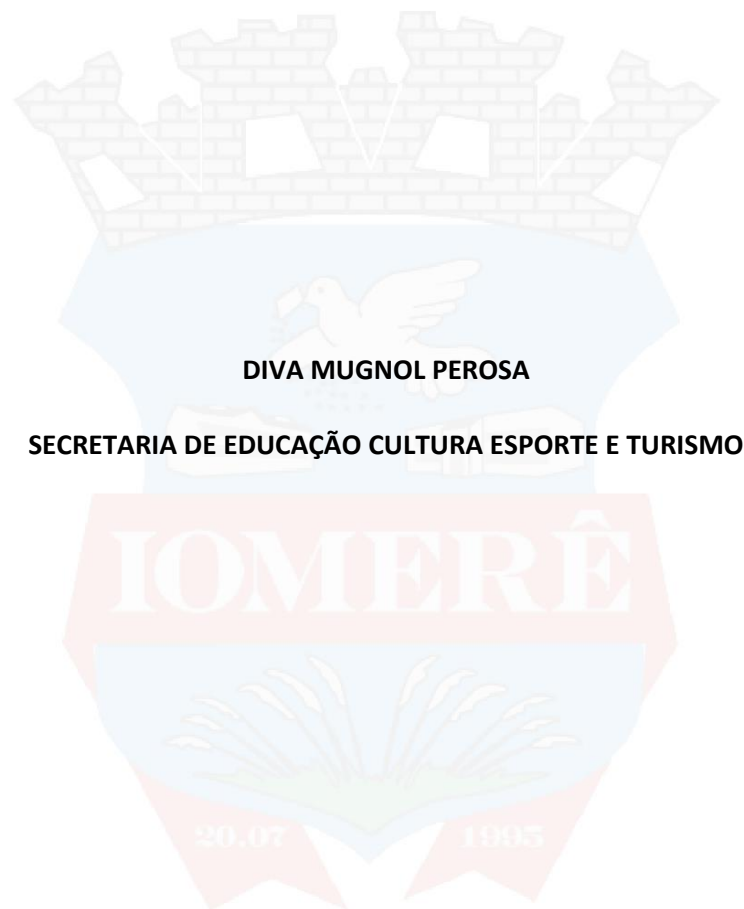 DIVA MUGNOL PEROSA
SECRETARIA DE EDUCAÇÃO CULTURA ESPORTE E TURISMO
IOMERÊ
20.07 1995